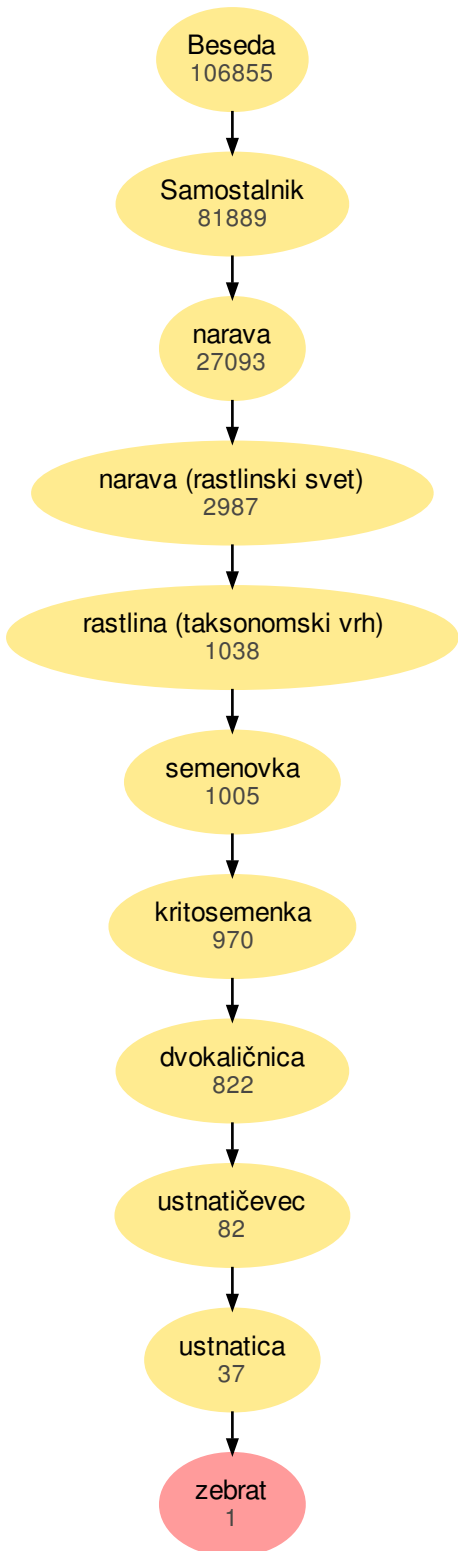 Beseda
106855
Samostalnik
81889
narava
27093
narava (rastlinski svet)
2987
rastlina (taksonomski vrh)
1038
semenovka
1005
kritosemenka
970
dvokaličnica
822
ustnatičevec
82
ustnatica
37
zebrat
1